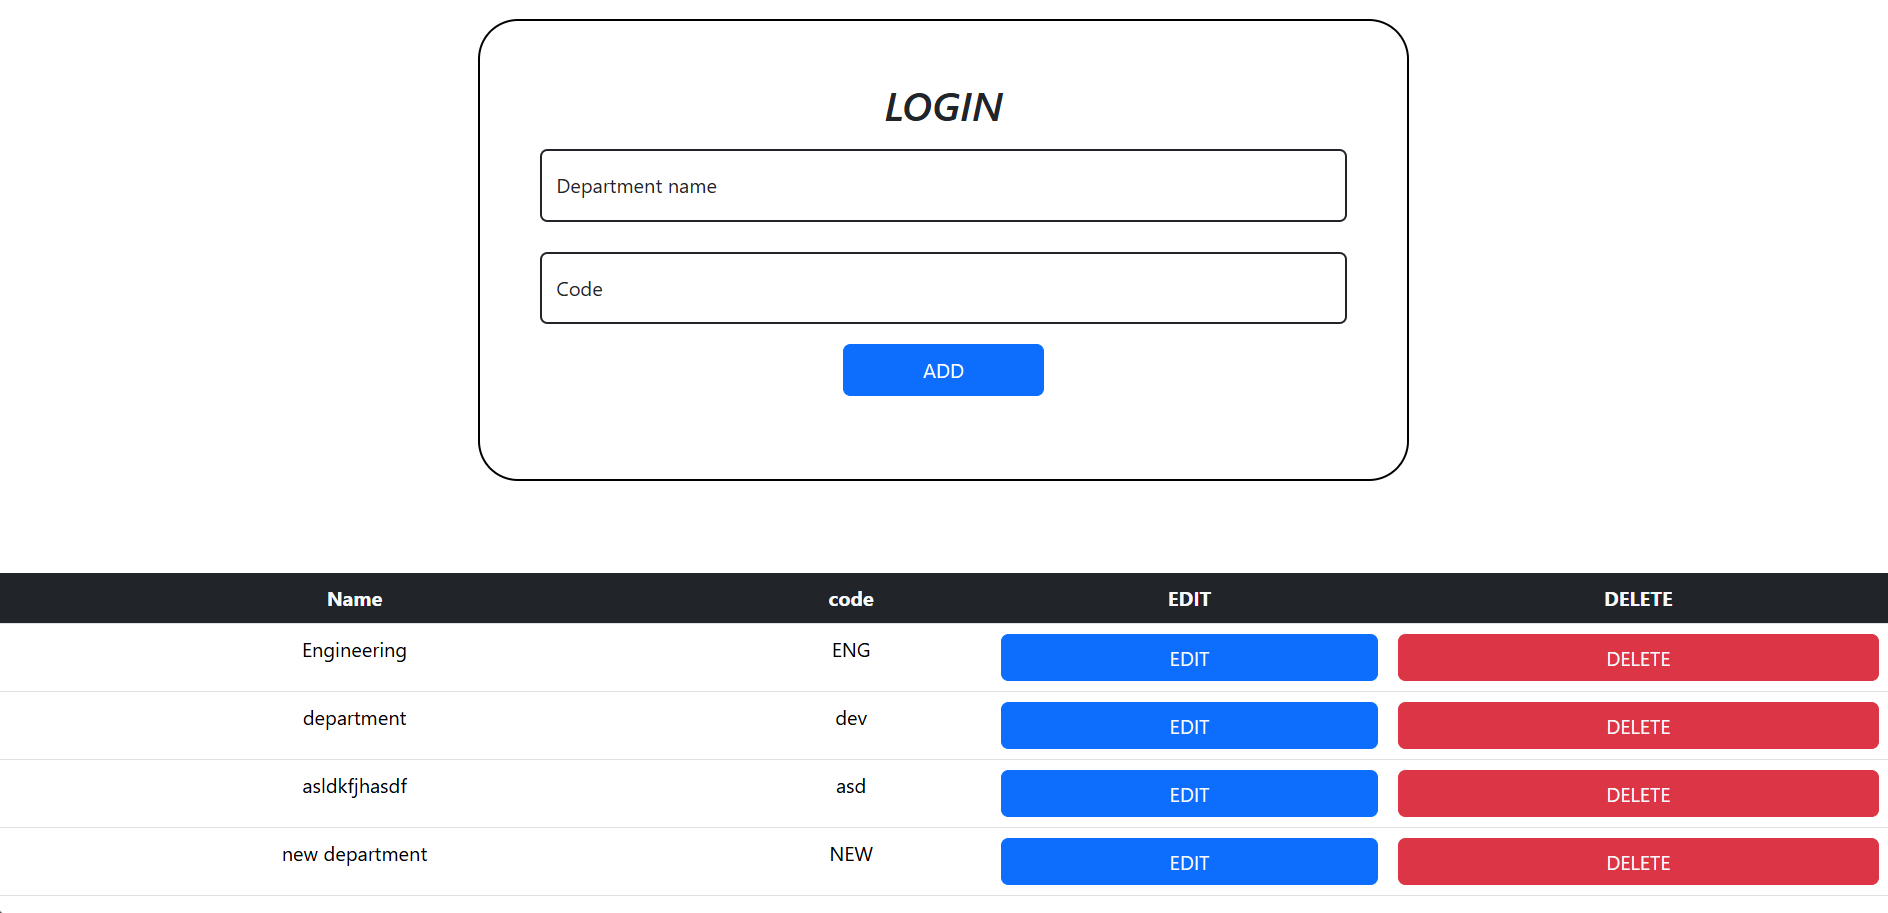 LOGIN
Department name
Code
ADD
Name code EDIT DELETE
Engineering ENG EDIT DELETE
department dev EDIT DELETE
asldkfjhasdf asd EDIT DELETE
new department NEW EDIT DELETE